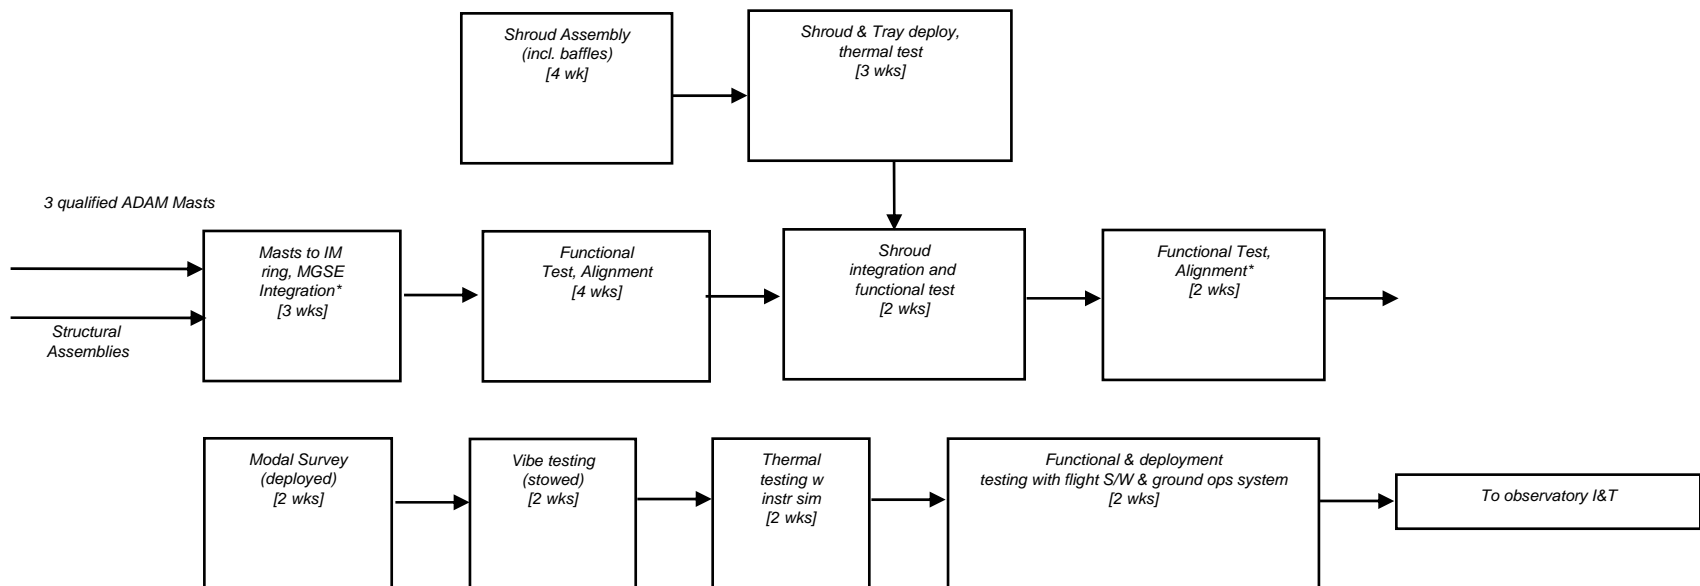 Shroud Assembly
(incl. baffles)
[4 wk]
Shroud & Tray deploy,
thermal test
[3 wks]
3 qualified ADAM Masts
Structural
Assemblies
Masts to IM
ring, MGSE
Integration*
[3 wks]
Functional
Test, Alignment
[4 wks]
Shroud
integration and
functional test
[2 wks]
Functional Test,
Alignment*
[2 wks]
Modal Survey
(deployed)
[2 wks]
Vibe testing
(stowed)
[2 wks]
Thermal
testing w
instr sim
[2 wks]
Functional & deployment
testing with flight S/W & ground ops system
[2 wks]
To observatory I&T